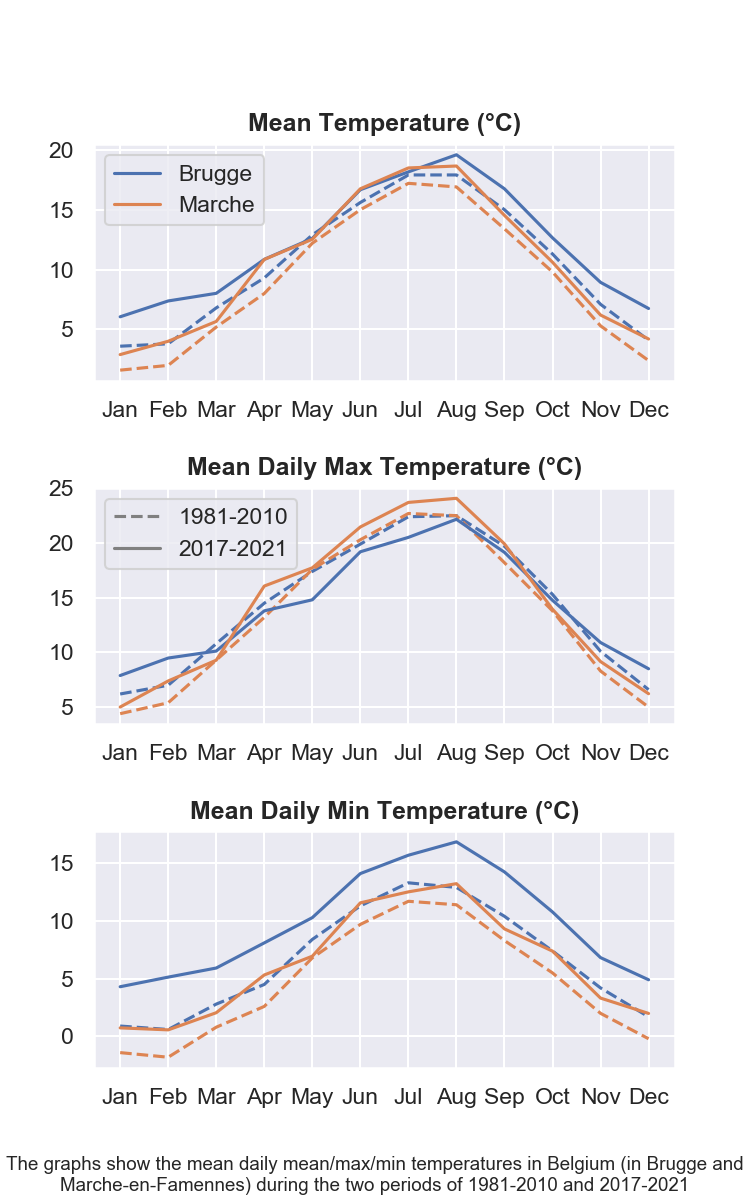 Mean Temperature (°C)
20
15
10
5
Brugge
Marche
Jan Feb Mar Apr May Jun Jul Aug Sep Oct Nov Dec
Mean Daily Max Temperature (°C)
25
20
15
10
5
1981-2010
2017-2021
Jan Feb Mar Apr May Jun Jul Aug Sep Oct Nov Dec
Mean Daily Min Temperature (°C)
15
10
5
0
Jan Feb Mar Apr May Jun Jul Aug Sep Oct Nov Dec
The graphs show the mean daily mean/max/min temperatures in Belgium (in Brugge and
Marche-en-Famennes) during the two periods of 1981-2010 and 2017-2021